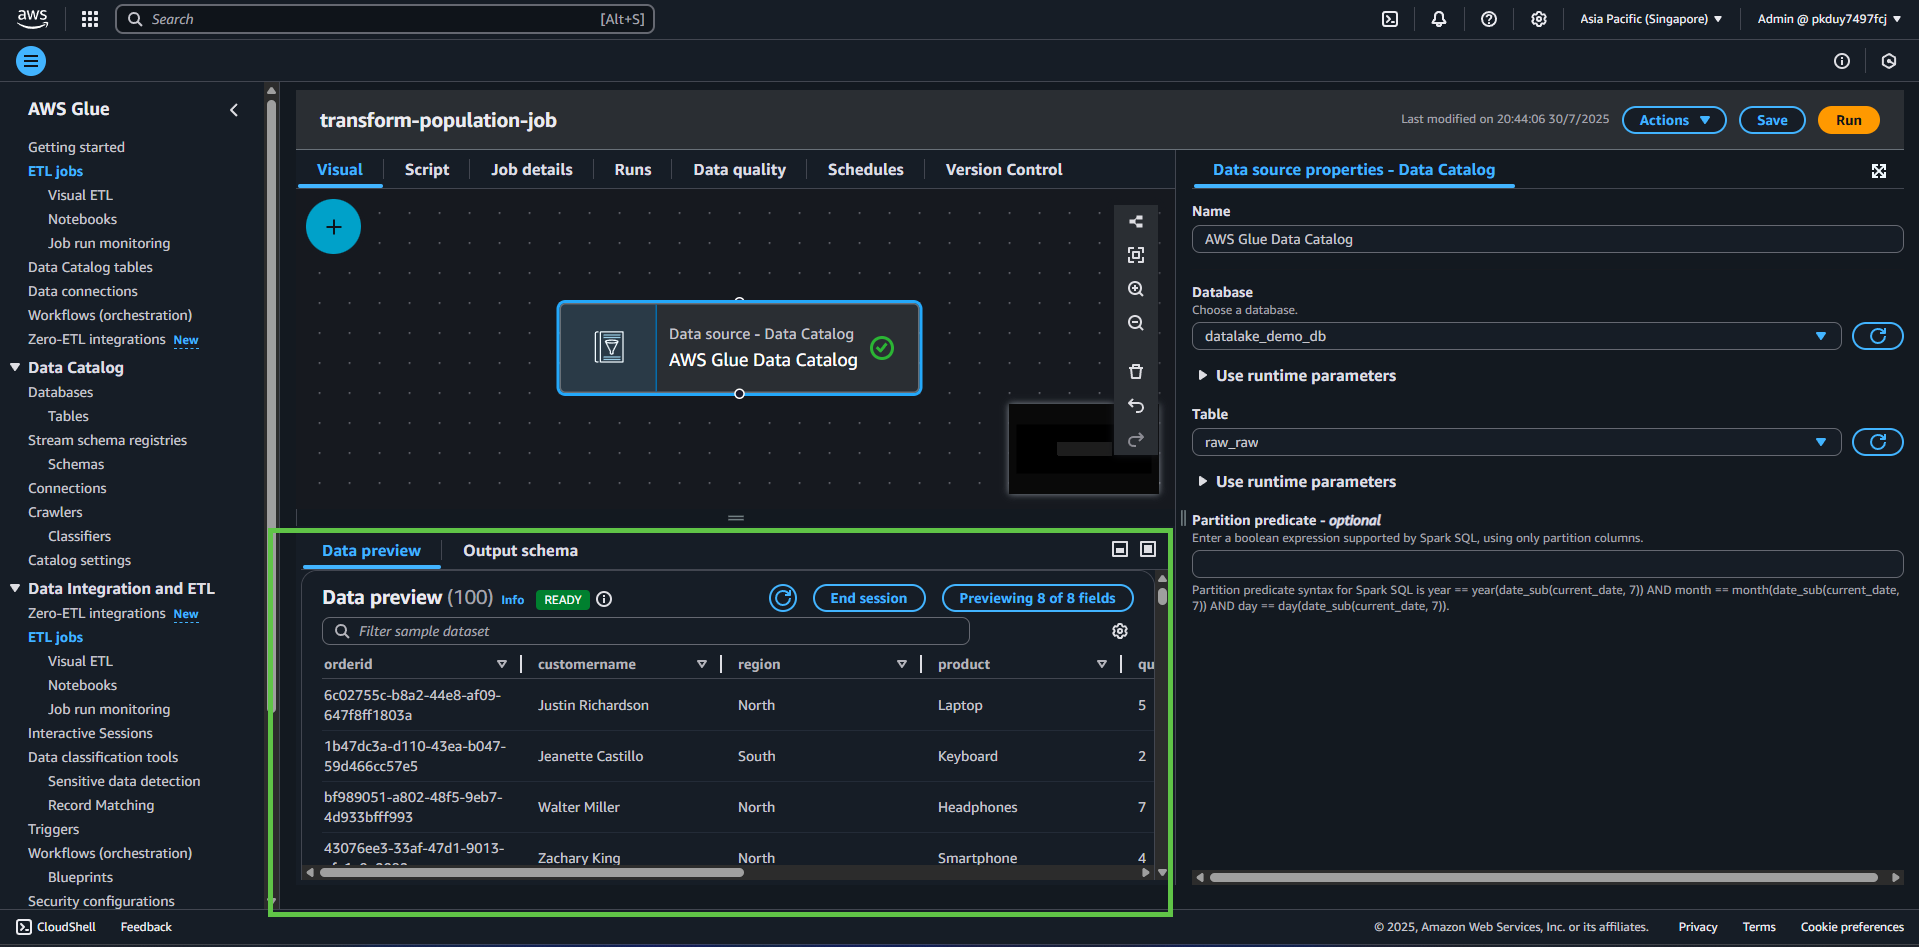 aws
Search
[Alt+S]
Asia Pacific (Singapore)
Admin @ pkduy7497fcj
AWS Glue
Getting started
ETL jobs
Visual ETL
Notebooks
Job run monitoring
Data Catalog tables
Data connections
Workflows (orchestration)
Zero-ETL integrations New
Data Catalog
Databases
Tables
Stream schema registries
Schemas
Connections
Crawlers
Classifiers
Catalog settings
Data Integration and ETL
Zero-ETL integrations New
ETL jobs
Visual ETL
Notebooks
Job run monitoring
Interactive Sessions
Data classification tools
Sensitive data detection
Record Matching
Triggers
Workflows (orchestration)
Blueprints
Security configurations
transform-population-job
Last modified on 20:44:06 30/7/2025
Actions
Save
Run
Visual
Script
Job details
Runs
Data quality
Schedules
Version Control
Data source - Data Catalog
AWS Glue Data Catalog
Data preview
Output schema
Data preview (100) Info READY
End session
Previewing 8 of 8 fields
Filter sample dataset
orderid customername region product qu
6c02755c-b8a2-44e8-af09-
647f8ff1803a
Justin Richardson North Laptop 5
1b47dc3a-d110-43ea-b047-
59d466cc57e5
Jeanette Castillo South Keyboard 2
bf989051-a802-48f5-9eb7-
4d933bfff993
Walter Miller North Headphones 7
43076ee3-33af-47d1-9013-
Zachary King North Smartphone 4
Data source properties - Data Catalog
Name
AWS Glue Data Catalog
Database
Choose a database.
datalake_demo_db
Use runtime parameters
Table
raw_raw
Use runtime parameters
Partition predicate - optional
Enter a boolean expression supported by Spark SQL, using only partition columns.
Partition predicate syntax for Spark SQL is year == year(date_sub(current_date, 7)) AND month == month(date_sub(current_date,
7)) AND day == day(date_sub(current_date, 7)).
CloudShell
Feedback
© 2025, Amazon Web Services, Inc. or its affiliates.
Privacy
Terms
Cookie preferences